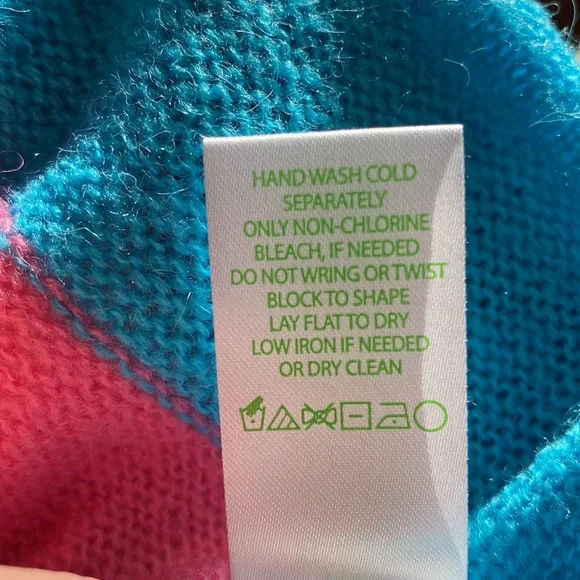 HAND WASH COLD
SEPARATELY
ONLY NON-CHLORINE
BLEACH, IF NEEDED
DO NOT WRING OR TWIST
BLOCK TO SHAPE
LAY FLAT TO DRY
LOW IRON IF NEEDED
OR DRY CLEAN